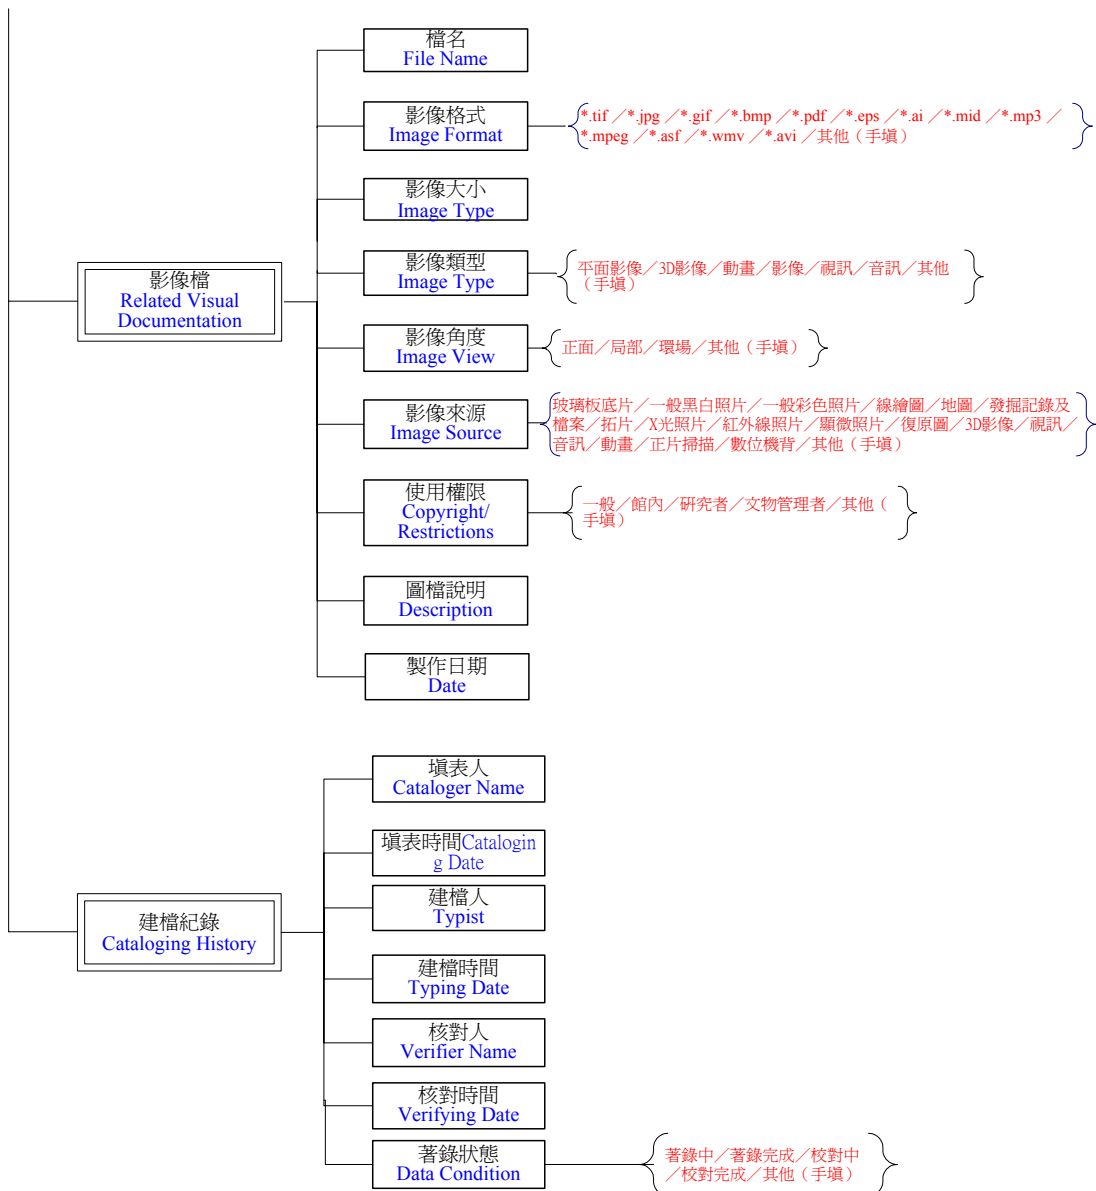 檔名
File Name
影像格式
Image Format
*.tif ／*.jpg ／*.gif ／*.bmp ／*.pdf ／*.eps ／*.ai ／*.mid ／*.mp3 ／
*.mpeg ／*.asf ／*.wmv ／*.avi ／其他（手填）
影像大小
Image Type
影像檔
Related Visual
Documentation
影像類型
Image Type
平面影像／3D影像／動畫／影像／視訊／音訊／其他
（手填）
影像角度
Image View
正面／局部／環場／其他（手填）
影像來源
Image Source
玻璃板底片／一般黑白照片／一般彩色照片／線繪圖／地圖／發掘記錄及
檔案／拓片／X光照片／紅外線照片／顯微照片／復原圖／3D影像／視訊／
音訊／動畫／正片掃描／數位機背／其他（手填）
使用權限
Copyright/
Restrictions
一般／館內／研究者／文物管理者／其他（
手填）
圖檔說明
Description
製作日期
Date
填表人
Cataloger Name
填表時間Catalogin
g Date
建檔人
Typist
建檔紀錄
Cataloging History
建檔時間
Typing Date
核對人
Verifier Name
核對時間
Verifying Date
著錄狀態
Data Condition
著錄中／著錄完成／校對中
／校對完成／其他（手填）